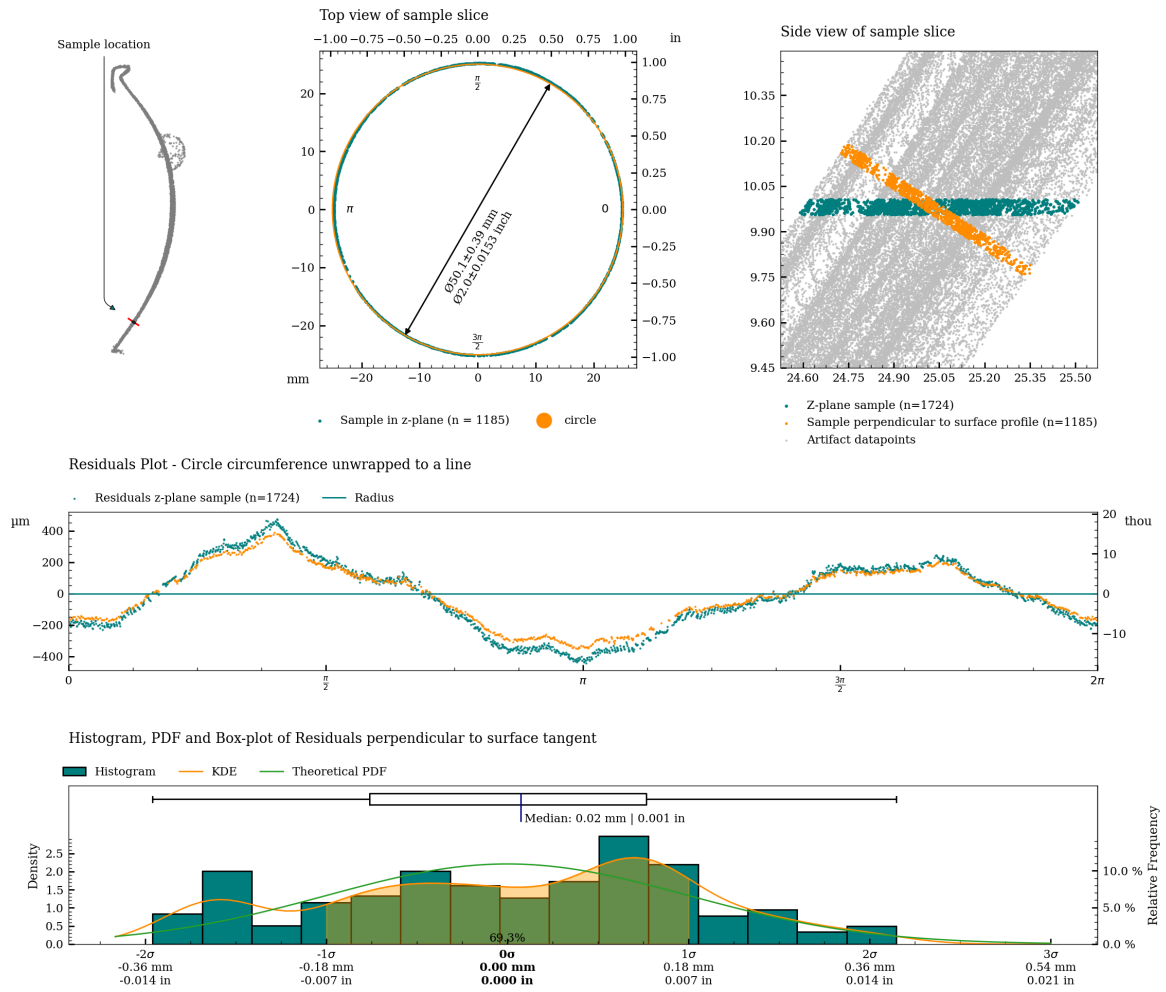 Sample location
Top view of sample slice
−1.00 −0.75 −0.50 −0.25 0.00 0.25 0.50 0.75 1.00 in
20
10
0
−10
−20
mm
−20 −10 0 10 20
1.00
0.75
0.50
0.25
0.00
−0.25
−0.50
−0.75
−1.00
π/2
π
0
3π/2
Ø50.1±0.39 mm
Ø2.0±0.0153 inch
Sample in z-plane (n = 1185) circle
Side view of sample slice
10.35
10.20
10.05
9.90
9.75
9.60
9.45
24.60 24.75 24.90 25.05 25.20 25.35 25.50
Z-plane sample (n=1724)
Sample perpendicular to surface profile (n=1185)
Artifact datapoints
Residuals Plot - Circle circumference unwrapped to a line
Residuals z-plane sample (n=1724) Radius
µm
400
200
0
−200
−400
thou
20
10
0
−10
0 π/2 π 3π/2 2π
Histogram, PDF and Box-plot of Residuals perpendicular to surface tangent
Histogram KDE Theoretical PDF
Median: 0.02 mm | 0.001 in
Density
2.5
2.0
1.5
1.0
0.5
0.0
Relative Frequency
10.0 %
5.0 %
0.0 %
69.3%
-2σ -1σ 0σ 1σ 2σ 3σ
-0.36 mm -0.18 mm 0.00 mm 0.18 mm 0.36 mm 0.54 mm
-0.014 in -0.007 in 0.000 in 0.007 in 0.014 in 0.021 in